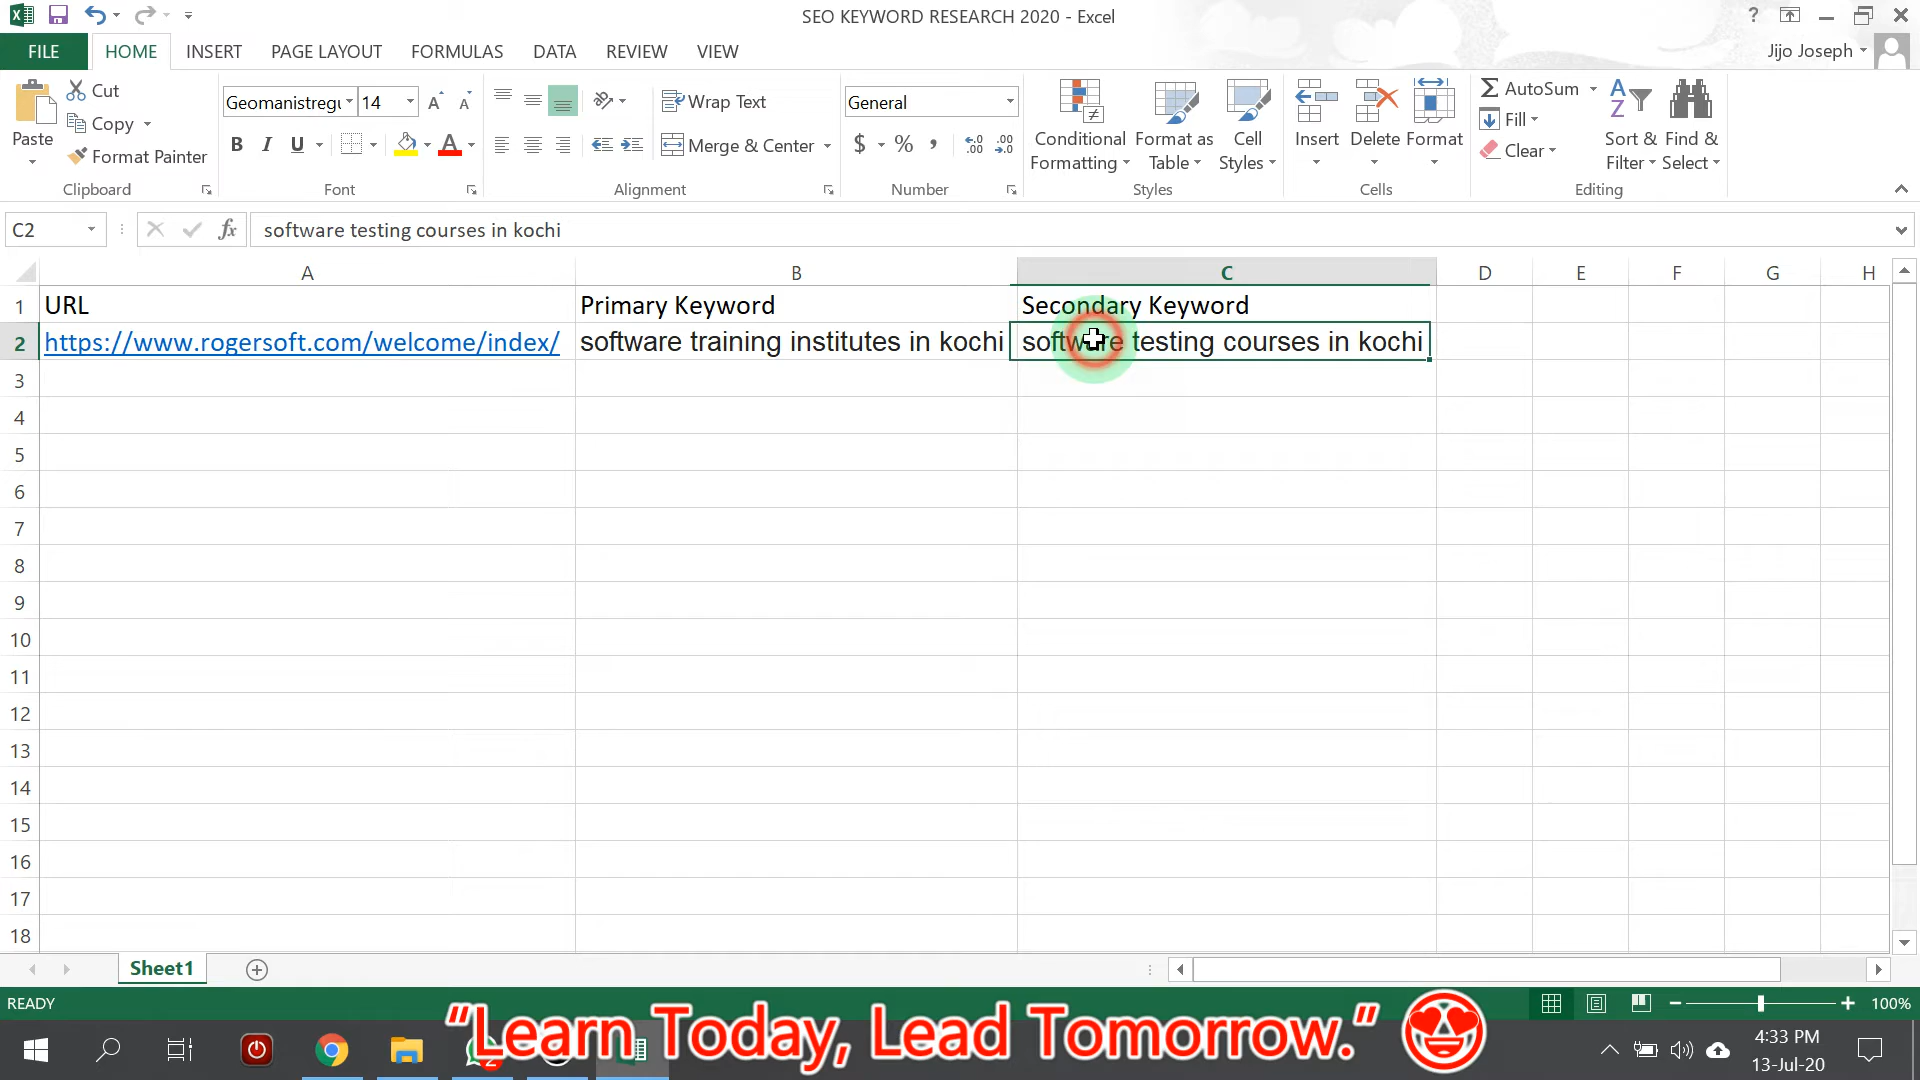 SEO KEYWORD RESEARCH 2020 - Excel
?
FILE HOME INSERT PAGE LAYOUT FORMULAS DATA REVIEW VIEW
Jijo Joseph
Paste
Cut
Copy
Format Painter
Clipboard
Geomanistregu 14
B I U
Font
Wrap Text
Merge & Center
Alignment
General
$ % ,
Number
Conditional Formatting
Format as Table
Cell Styles
Styles
Insert
Delete
Format
Cells
AutoSum
Fill
Clear
Sort & Filter
Find & Select
Editing
C2
fx
software testing courses in kochi
A B C D E F G H
1 URL Primary Keyword Secondary Keyword
2 https://www.rogersoft.com/welcome/index/ software training institutes in kochi software testing courses in kochi
3
4
5
6
7
8
9
10
11
12
13
14
15
16
17
18
Sheet1
READY
100%
“Learn Today, Lead Tomorrow.”
2
4:33 PM
13-Jul-20